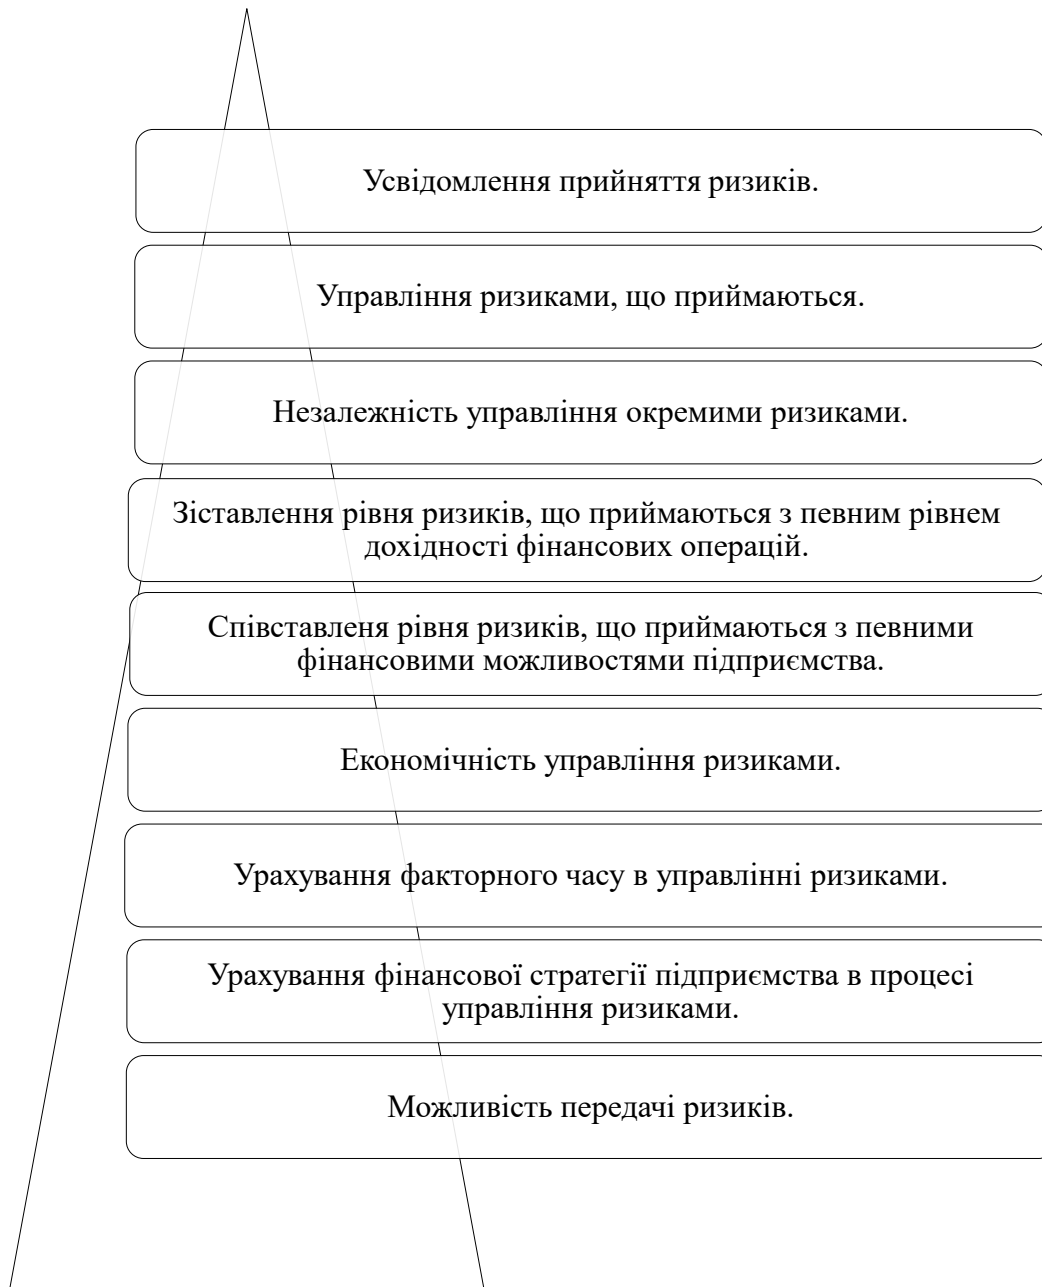 Усвідомлення прийняття ризиків.
Управління ризиками, що приймаються.
Незалежність управління окремими ризиками.
Зіставлення рівня ризиків, що приймаються з певним рівнем
дохідності фінансових операцій.
Співставленя рівня ризиків, що приймаються з певними
фінансовими можливостями підприємства.
Економічність управління ризиками.
Урахування факторного часу в управлінні ризиками.
Урахування фінансової стратегії підприємства в процесі
управління ризиками.
Можливість передачі ризиків.